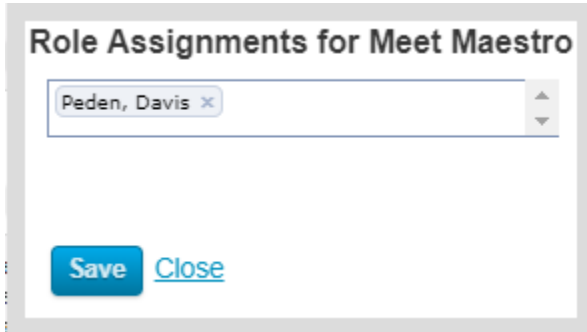 Role Assignments for Meet Maestro
Peden, Davis ×
Save Close